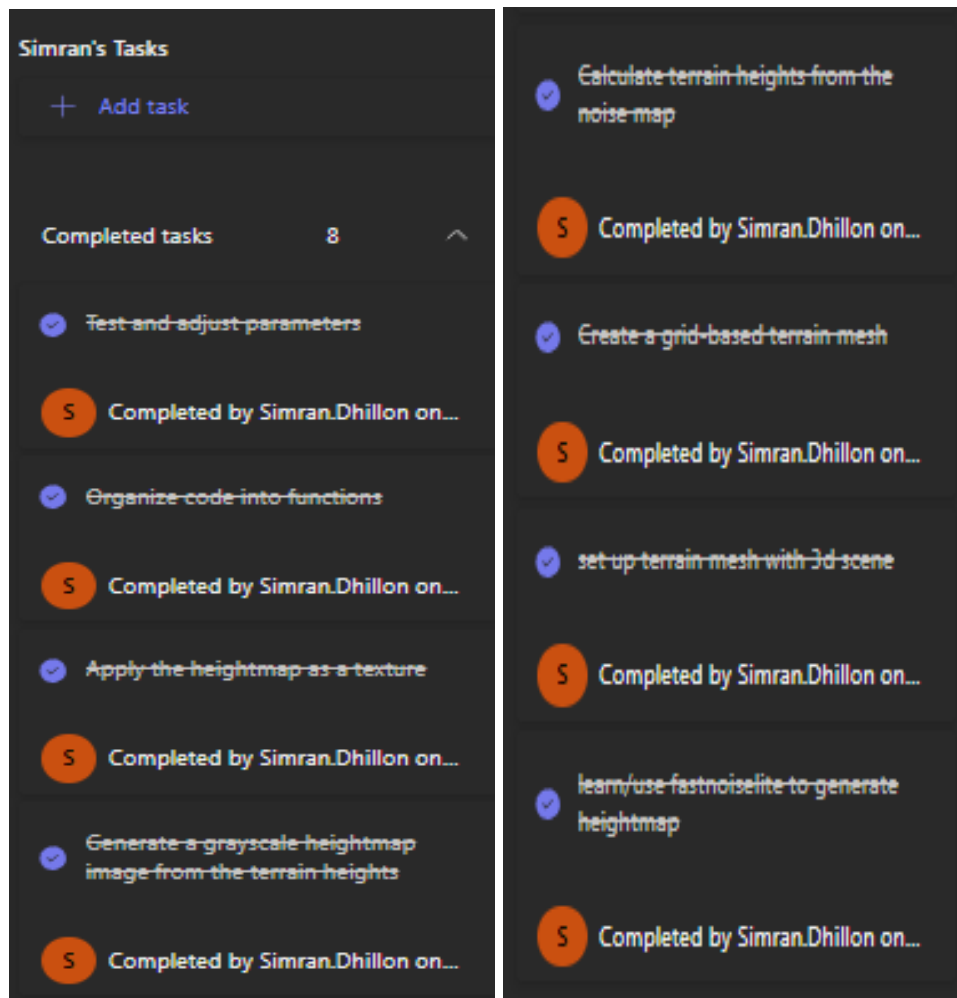 Simran's Tasks
+ Add task
Completed tasks 8
Test and adjust parameters
S Completed by Simran.Dhillon on...
Organize code into functions
S Completed by Simran.Dhillon on...
Apply the heightmap as a texture
S Completed by Simran.Dhillon on...
Generate a grayscale heightmap
image from the terrain heights
S Completed by Simran.Dhillon on...
Calculate terrain heights from the
noise map
S Completed by Simran.Dhillon on...
Create a grid-based terrain mesh
S Completed by Simran.Dhillon on...
set up terrain mesh with 3d scene
S Completed by Simran.Dhillon on...
learn/use fastnoiselite to generate
heightmap
S Completed by Simran.Dhillon on...